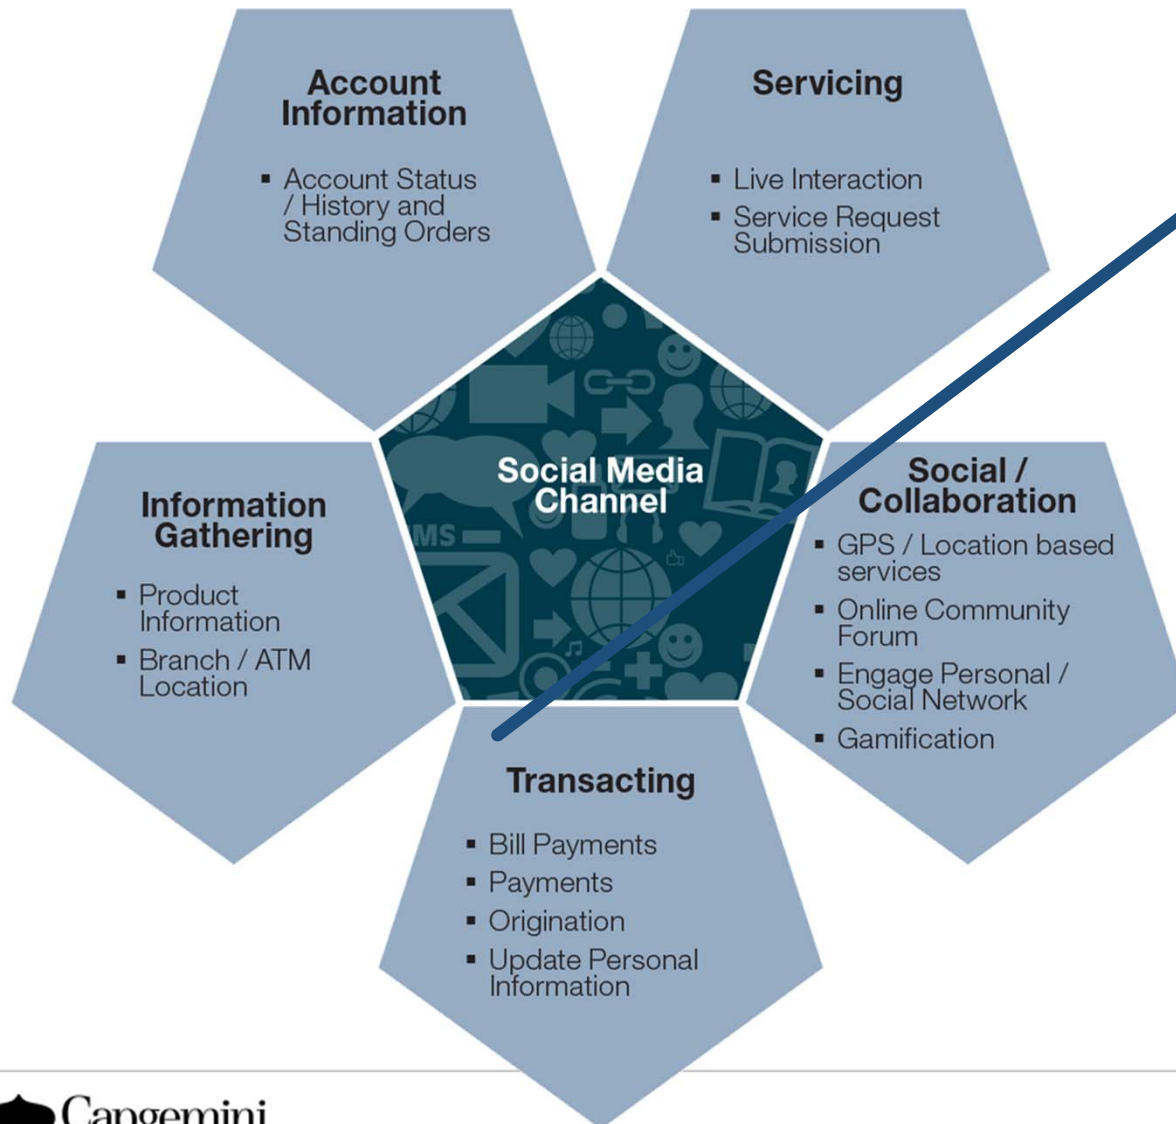 Account
Information
▪ Account Status
/ History and
Standing Orders
Servicing
▪ Live Interaction
▪ Service Request
Submission
Social Media
Channel
MS
Information
Gathering
▪ Product
Information
▪ Branch / ATM
Location
Social /
Collaboration
▪ GPS / Location based
services
▪ Online Community
Forum
▪ Engage Personal /
Social Network
▪ Gamification
Transacting
▪ Bill Payments
▪ Payments
▪ Origination
▪ Update Personal
Information
Capgemini